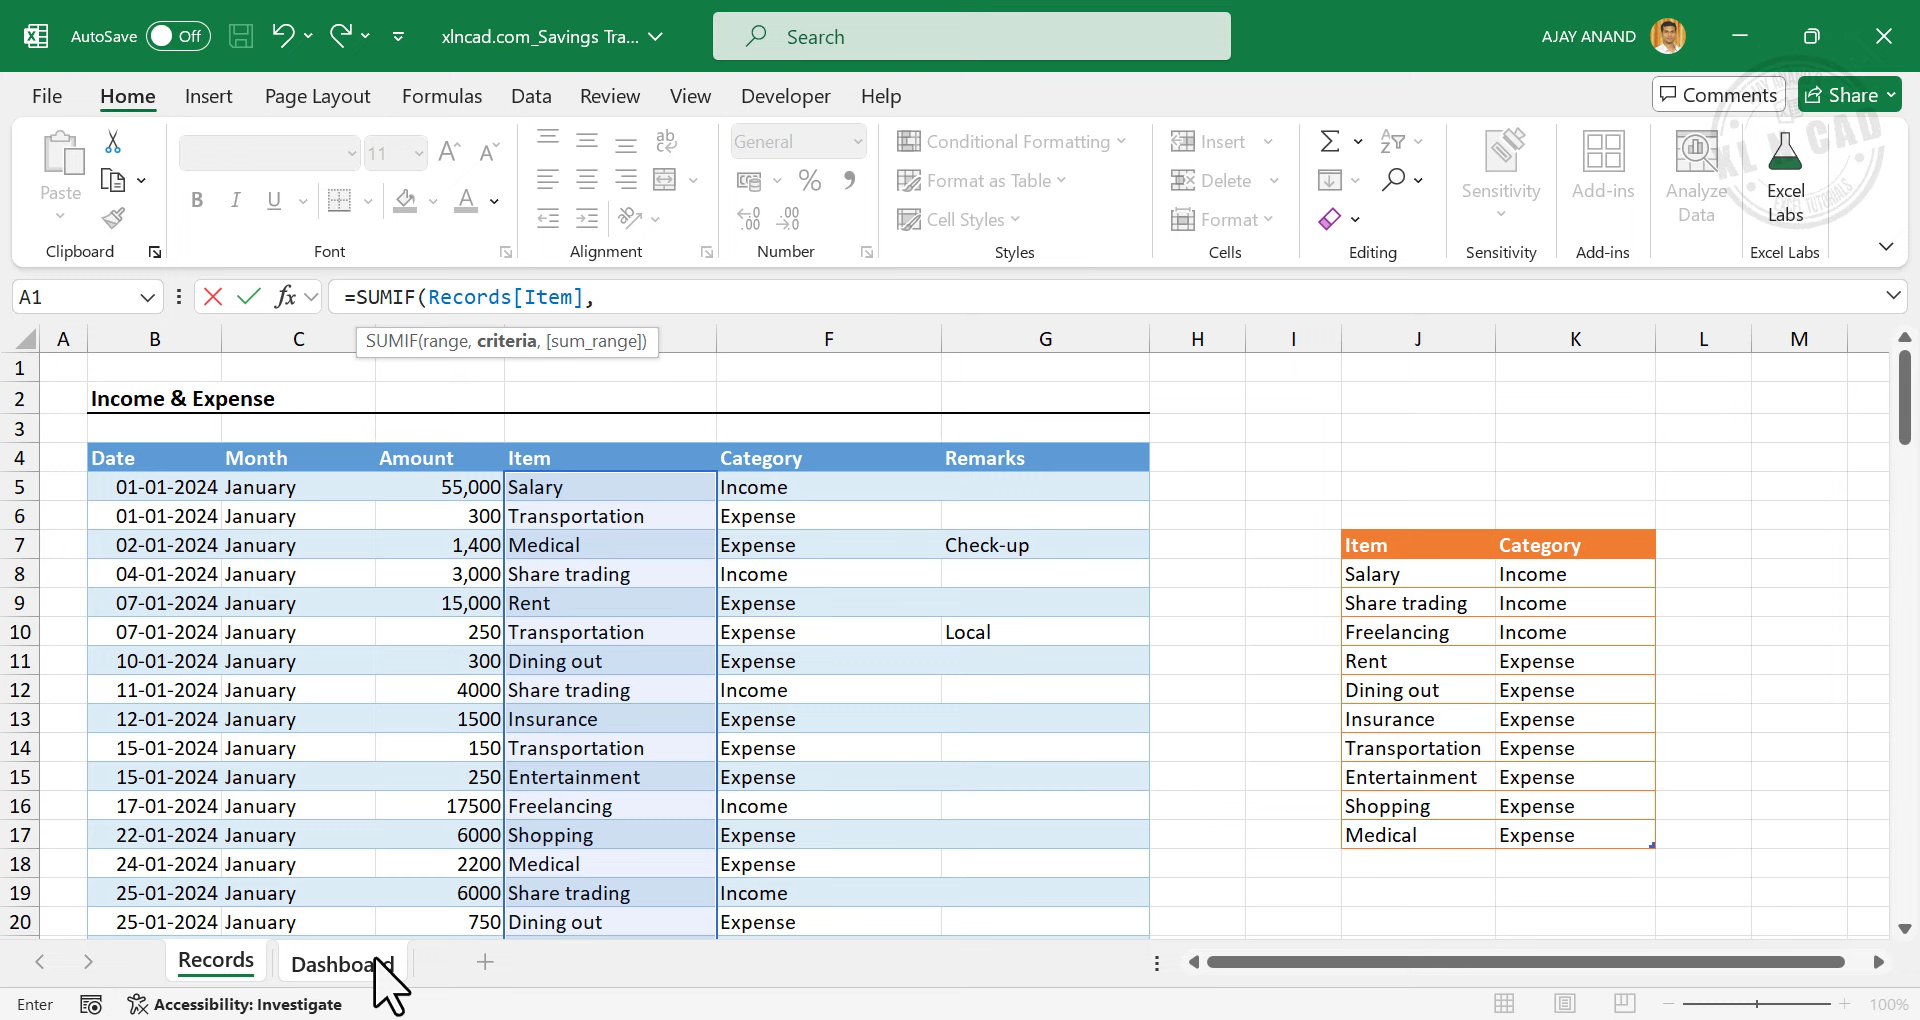 AutoSave Off xlncad.com_Savings Tra... Search AJAY ANAND
File Home Insert Page Layout Formulas Data Review View Developer Help Comments Share
XL N CAD
EXCEL TUTORIALS
Paste 11 General Conditional Formatting Insert Sensitivity Add-ins Analyze Data Excel Labs
B I U Format as Table Delete
Cell Styles Format
Clipboard Font Alignment Number Styles Cells Editing Sensitivity Add-ins Excel Labs
A1 fx =SUMIF(Records[Item],
SUMIF(range, criteria, [sum_range])
A B C F G H I J K L M
1
2 Income & Expense
3
4 Date Month Amount Item Category Remarks
5 01-01-2024 January 55,000 Salary Income
6 01-01-2024 January 300 Transportation Expense
7 02-01-2024 January 1,400 Medical Expense Check-up Item Category
8 04-01-2024 January 3,000 Share trading Income Salary Income
9 07-01-2024 January 15,000 Rent Expense Share trading Income
10 07-01-2024 January 250 Transportation Expense Local Freelancing Income
11 10-01-2024 January 300 Dining out Expense Rent Expense
12 11-01-2024 January 4000 Share trading Income Dining out Expense
13 12-01-2024 January 1500 Insurance Expense Insurance Expense
14 15-01-2024 January 150 Transportation Expense Transportation Expense
15 15-01-2024 January 250 Entertainment Expense Entertainment Expense
16 17-01-2024 January 17500 Freelancing Income Shopping Expense
17 22-01-2024 January 6000 Shopping Expense Medical Expense
18 24-01-2024 January 2200 Medical Expense
19 25-01-2024 January 6000 Share trading Income
20 25-01-2024 January 750 Dining out Expense
Records Dashboard
Enter Accessibility: Investigate 100%